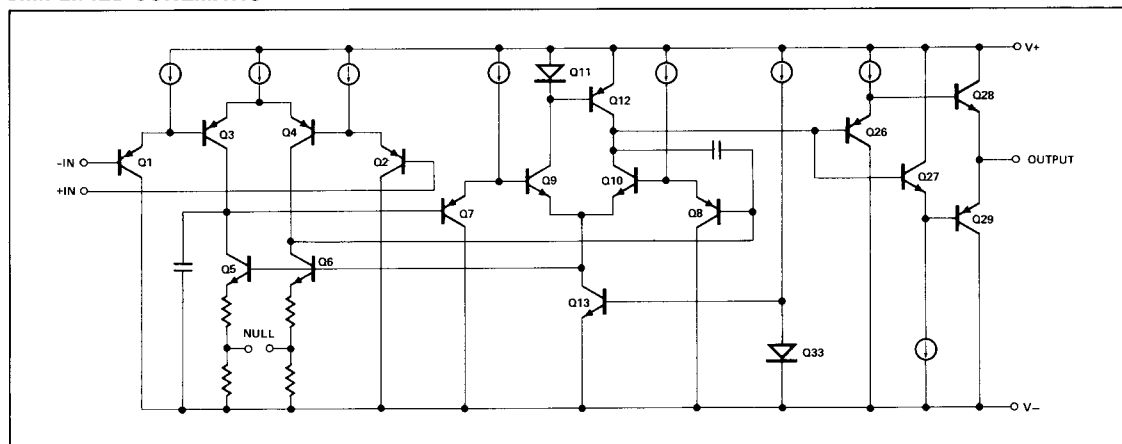 V+
Q11
Q12
Q3
Q4
Q26
Q28
-IN
Q1
Q2
+IN
Q9
Q10
Q27
OUTPUT
Q7
Q8
Q29
Q5
Q6
Q13
NULL
Q33
V-